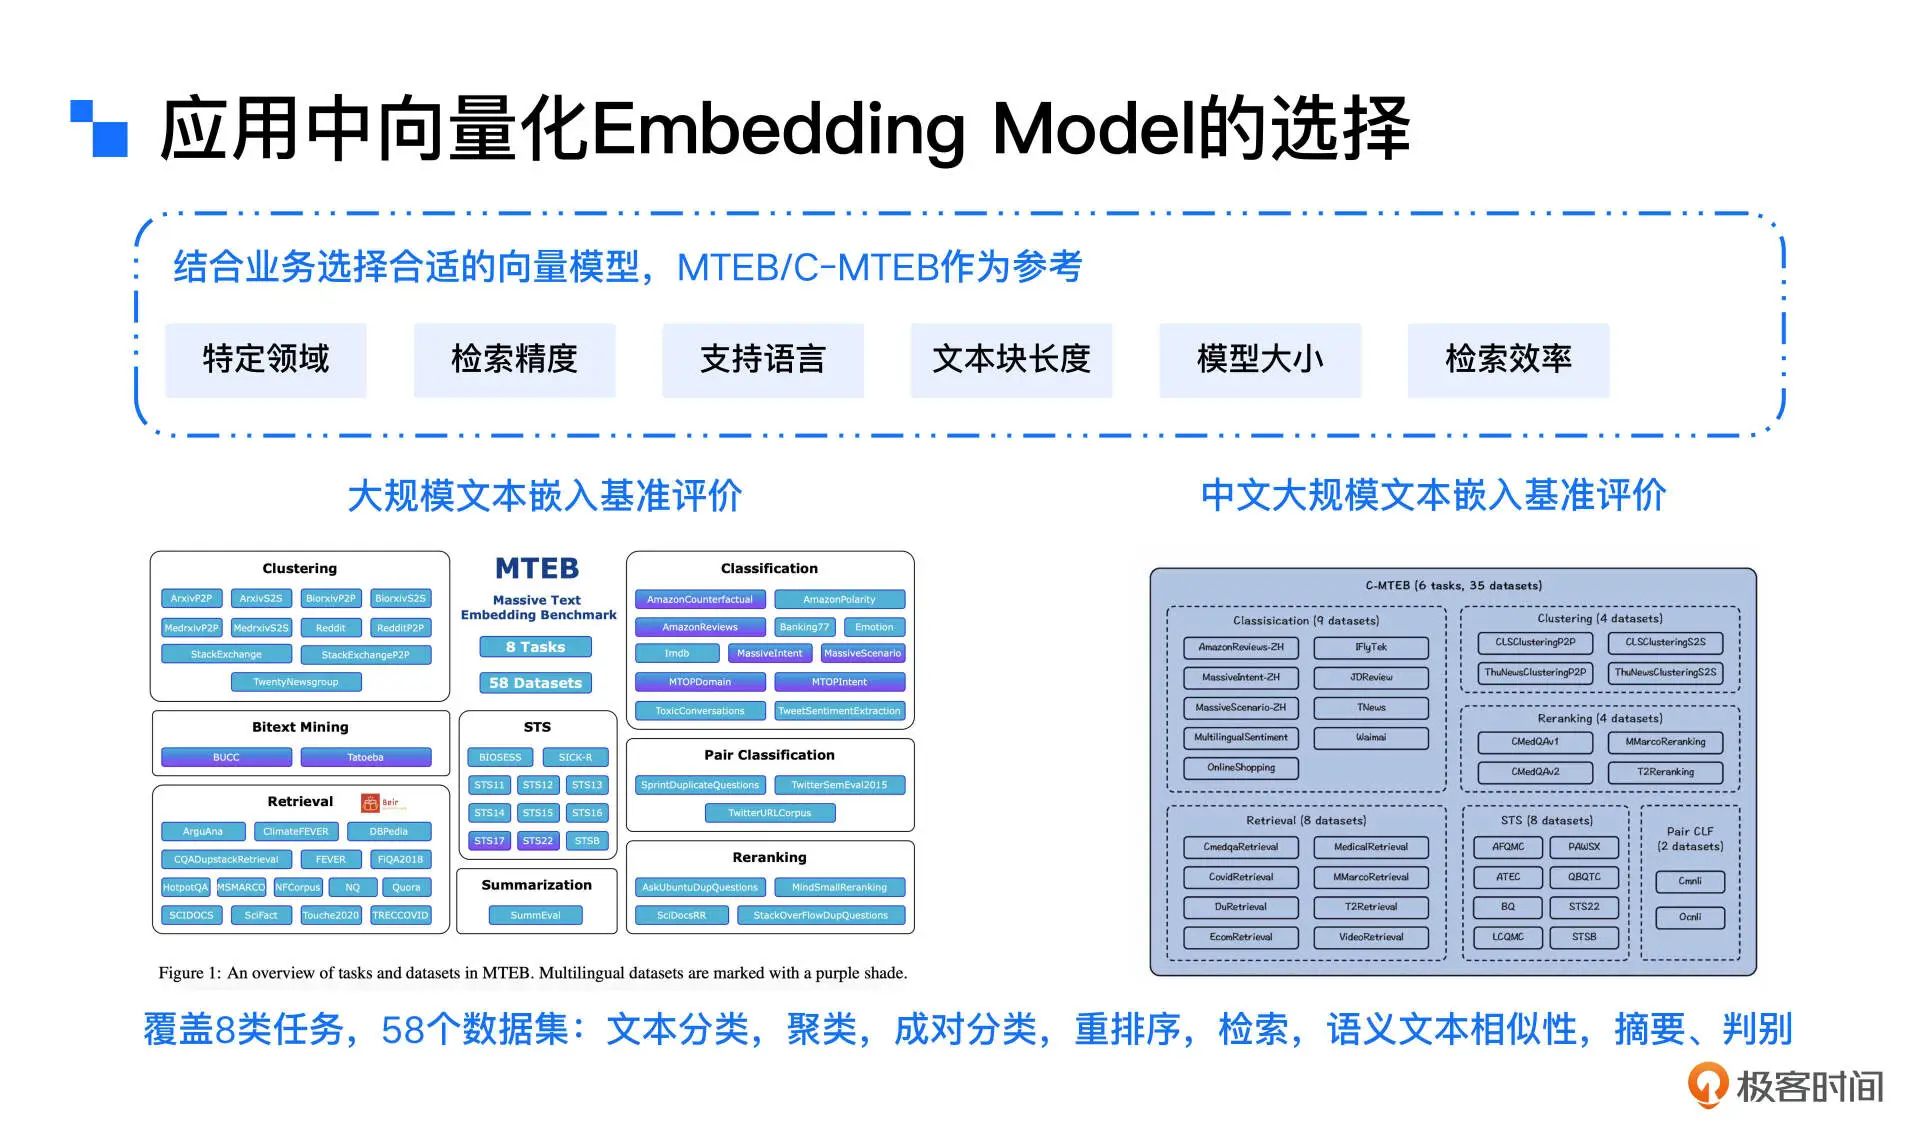 应用中向量化Embedding Model的选择
结合业务选择合适的向量模型，MTEB/C-MTEB作为参考
特定领域
检索精度
支持语言
文本块长度
模型大小
检索效率
大规模文本嵌入基准评价
Clustering
ArxivP2P ArxivS2S BiorxivP2P BiorxivS2S
MedrxivP2P MedrxivS2S Reddit RedditP2P
StackExchange StackExchangeP2P
TwentyNewsgroup
Bitext Mining
BUCC Tatoeba
Retrieval Beir
ArguAna ClimateFEVER DBPedia
CQADupstackRetrieval FEVER FiQA2018
HotpotQA MSMARCO NFCorpus NQ Quora
SCIDOCS SciFact Touche2020 TRECCOVID
MTEB
Massive Text
Embedding Benchmark
8 Tasks
58 Datasets
STS
BIOSESS SICK-R
STS11 STS12 STS13
STS14 STS15 STS16
STS17 STS22 STSB
Summarization
SummEval
Classification
AmazonCounterfactual AmazonPolarity
AmazonReviews Banking77 Emotion
Imdb MassiveIntent MassiveScenario
MTOPDomain MTOPIntent
ToxicConversations TweetSentimentExtraction
Pair Classification
SprintDuplicateQuestions TwitterSemEval2015
TwitterURLCorpus
Reranking
AskUbuntuDupQuestions MindSmallReranking
SciDocsRR StackOverFlowDupQuestions
Figure 1: An overview of tasks and datasets in MTEB. Multilingual datasets are marked with a purple shade.
中文大规模文本嵌入基准评价
C-MTEB (6 tasks, 35 datasets)
Classisication (9 datasets)
AmazonReviews-ZH IFlyTek
MassiveIntent-ZH JDReview
MassiveScenario-ZH TNews
MultilingualSentiment Waimai
OnlineShopping
Clustering (4 datasets)
CLSClusteringP2P CLSClusteringS2S
ThuNewsClusteringP2P ThuNewsClusteringS2S
Reranking (4 datasets)
CMedQAv1 MMarcoReranking
CMedQAv2 T2Reranking
Retrieval (8 datasets)
CmedqaRetrieval MedicalRetrieval
CovidRetrieval MMarcoRetrieval
DuRetrieval T2Retrieval
EcomRetrieval VideoRetrieval
STS (8 datasets)
AFQMC PAWSX
ATEC QBQTC
BQ STS22
LCQMC STSB
Pair CLF
(2 datasets)
Cmnli
Ocnli
覆盖8类任务，58个数据集：文本分类，聚类，成对分类，重排序，检索，语义文本相似性，摘要、判别
极客时间